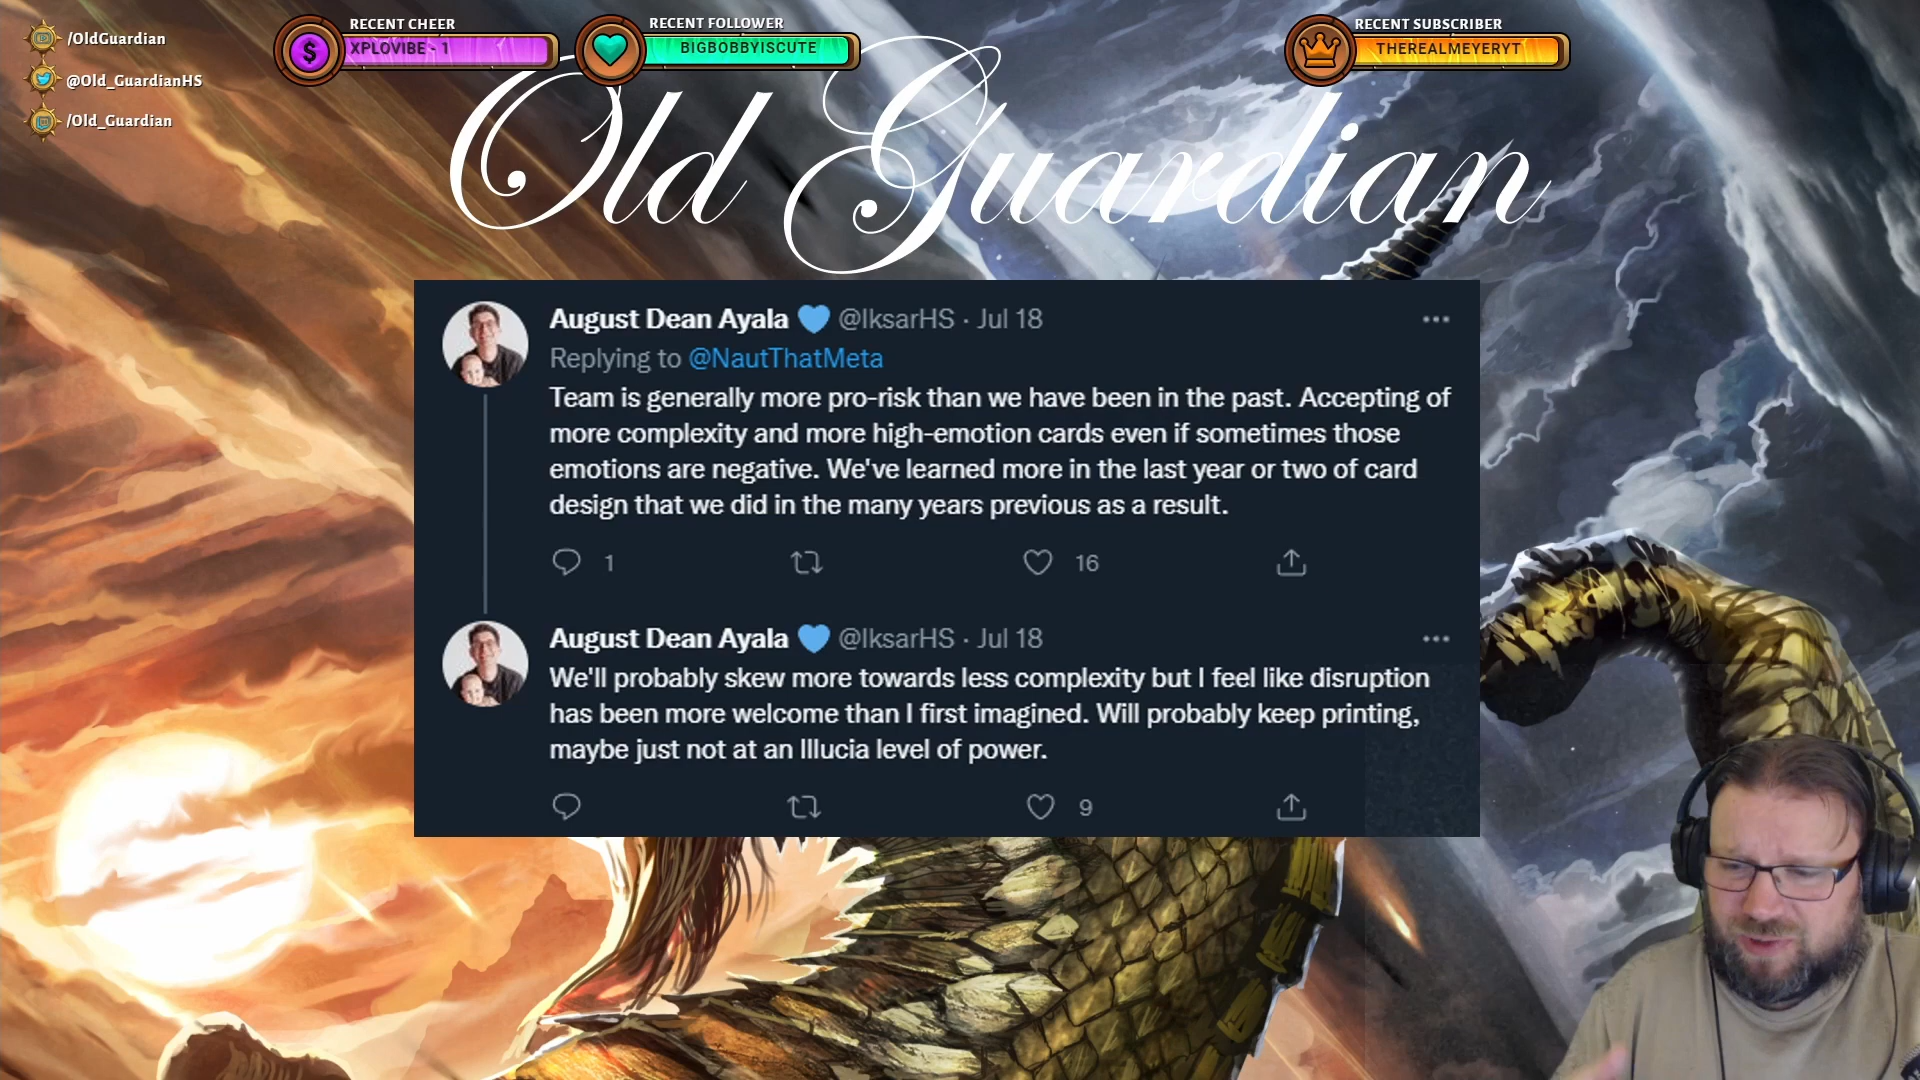 /OldGuardian
@Old_GuardianHS
/Old_Guardian
RECENT CHEER
XPLOVIBE - 1
RECENT FOLLOWER
BIGBOBBYISCUTE
RECENT SUBSCRIBER
THEREALMEYERYT
Old Guardian
August Dean Ayala 💙 @IksarHS · Jul 18
Replying to @NautThatMeta
Team is generally more pro-risk than we have been in the past. Accepting of
more complexity and more high-emotion cards even if sometimes those
emotions are negative. We've learned more in the last year or two of card
design that we did in the many years previous as a result.
1 16
August Dean Ayala 💙 @IksarHS · Jul 18
We'll probably skew more towards less complexity but I feel like disruption
has been more welcome than I first imagined. Will probably keep printing,
maybe just not at an Illucia level of power.
9